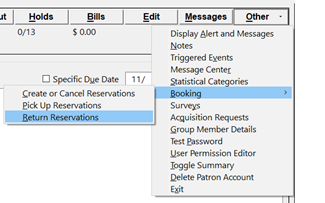 ut Holds Bills Edit Messages Other
0/13 $ 0.00
Specific Due Date 11/
Display Alert and Messages
Notes
Triggered Events
Message Center
Statistical Categories
Booking
Surveys
Acquisition Requests
Group Member Details
Test Password
User Permission Editor
Toggle Summary
Delete Patron Account
Exit
Create or Cancel Reservations
Pick Up Reservations
Return Reservations